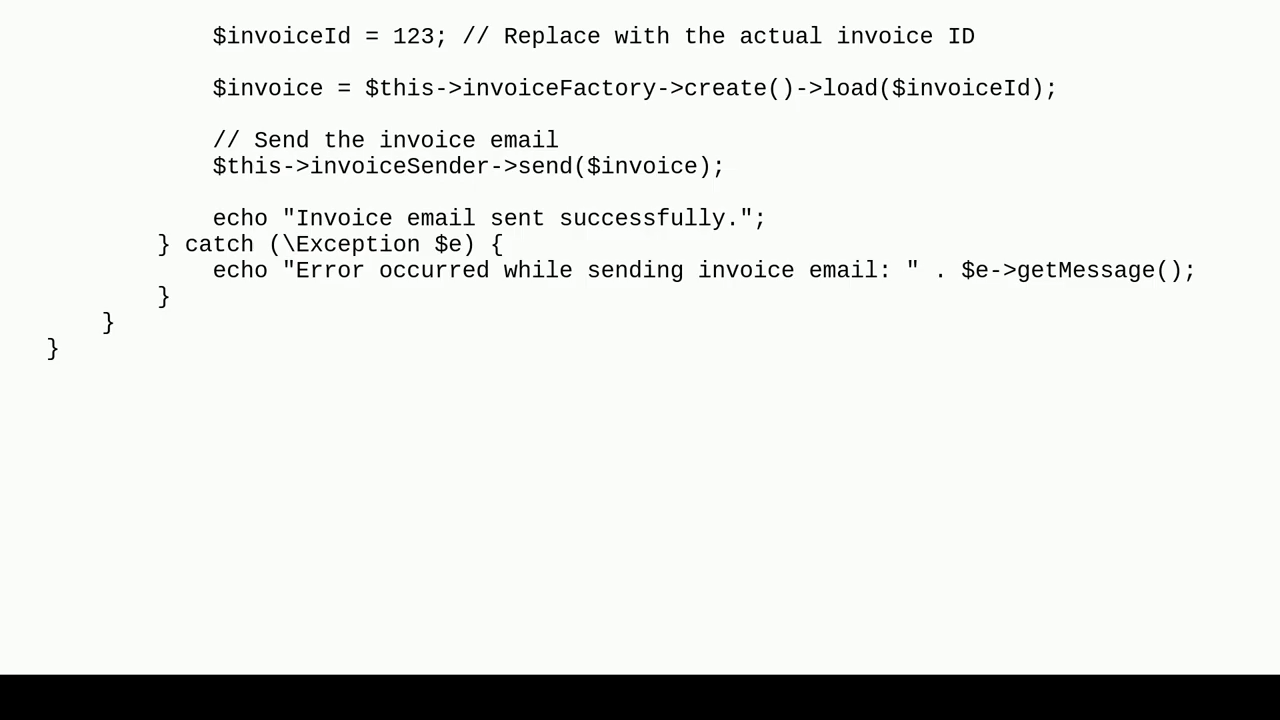 $invoiceId = 123; // Replace with the actual invoice ID
$invoice = $this->invoiceFactory->create()->load($invoiceId);
// Send the invoice email
$this->invoiceSender->send($invoice);
echo "Invoice email sent successfully.";
} catch (\Exception $e) {
echo "Error occurred while sending invoice email: " . $e->getMessage();
}
}
}